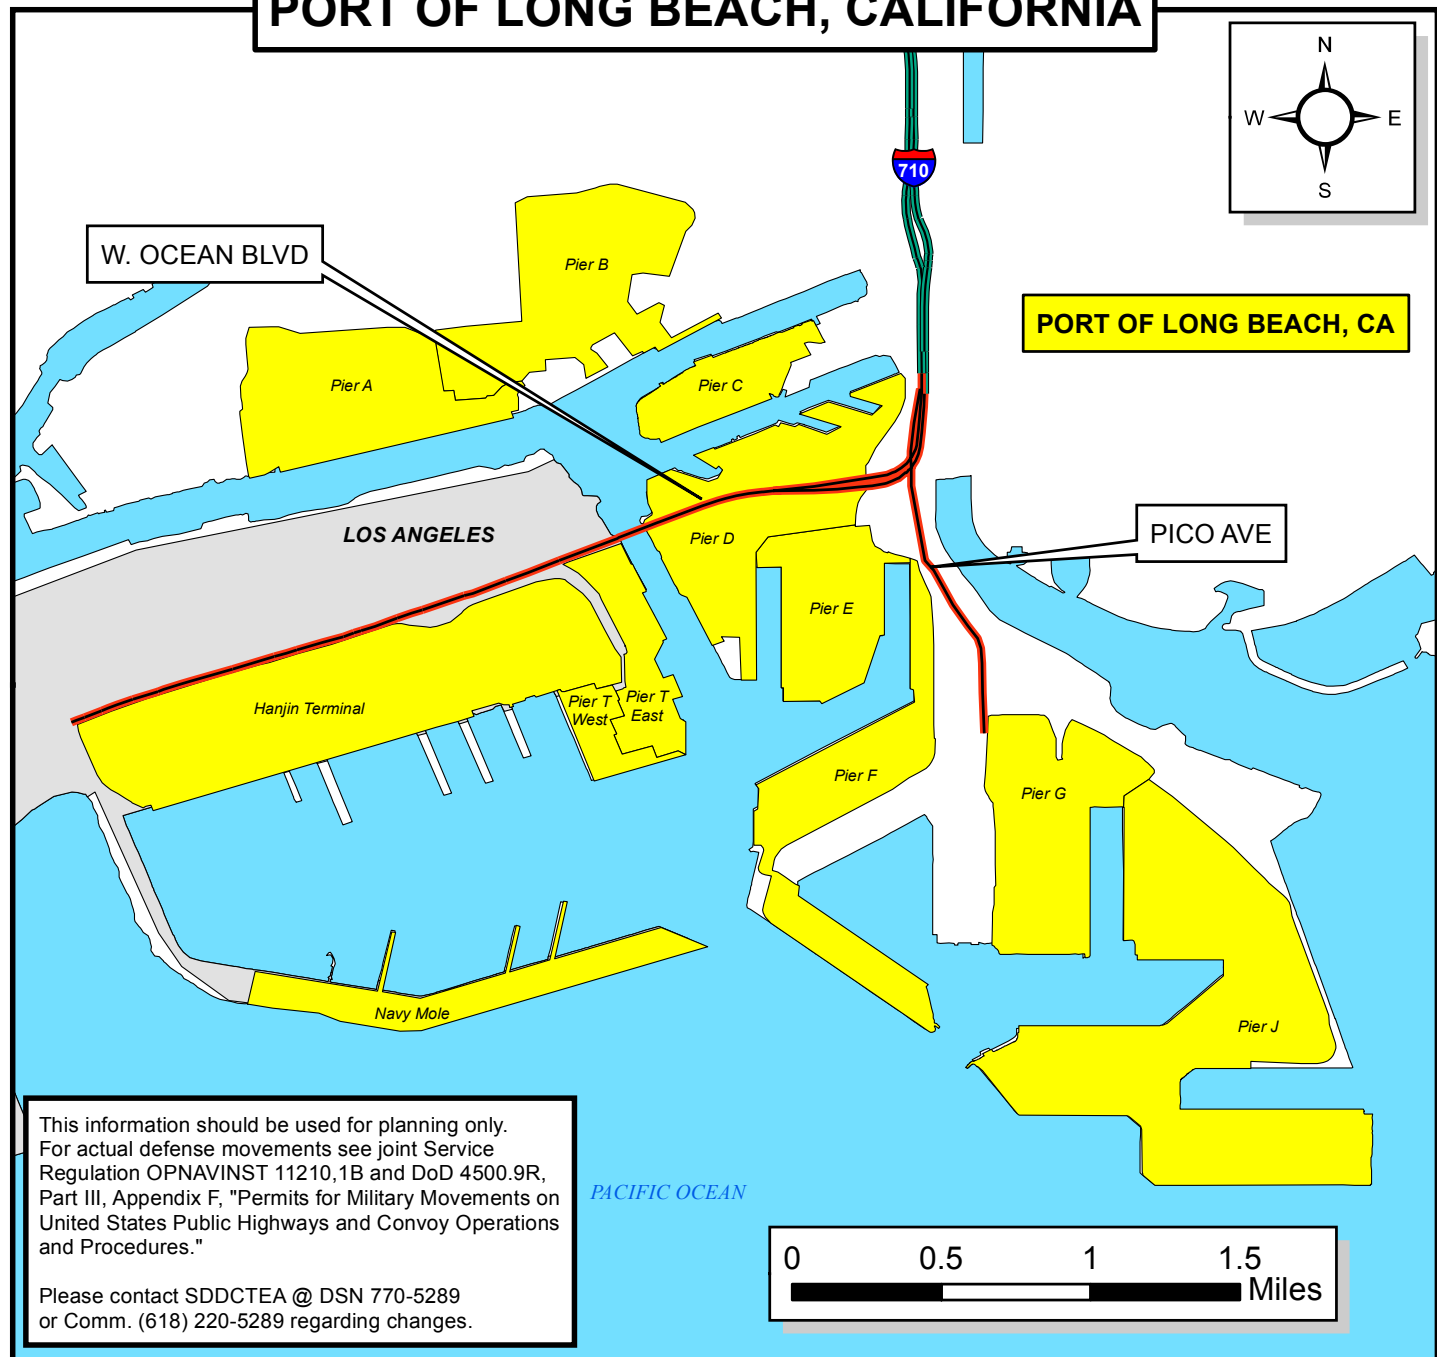 PORT OF LONG BEACH, CALIFORNIA
N
W
E
S
710
W. OCEAN BLVD
Pier B
PORT OF LONG BEACH, CA
Pier A
Pier C
LOS ANGELES
Pier D
PICO AVE
Pier E
Hanjin Terminal
Pier T
West
Pier T
East
Pier F
Pier G
Navy Mole
Pier J
This information should be used for planning only.
For actual defense movements see joint Service
Regulation OPNAVINST 11210,1B and DoD 4500.9R,
Part III, Appendix F, "Permits for Military Movements on
United States Public Highways and Convoy Operations
and Procedures."
Please contact SDDCTEA @ DSN 770-5289
or Comm. (618) 220-5289 regarding changes.
PACIFIC OCEAN
0 0.5 1 1.5
Miles